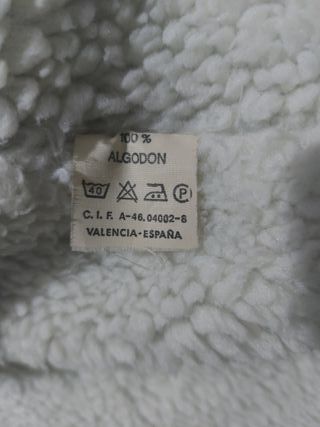 100 %
ALGODON
40 P
C. I. F. A-46.04002-8
VALENCIA-ESPAÑA